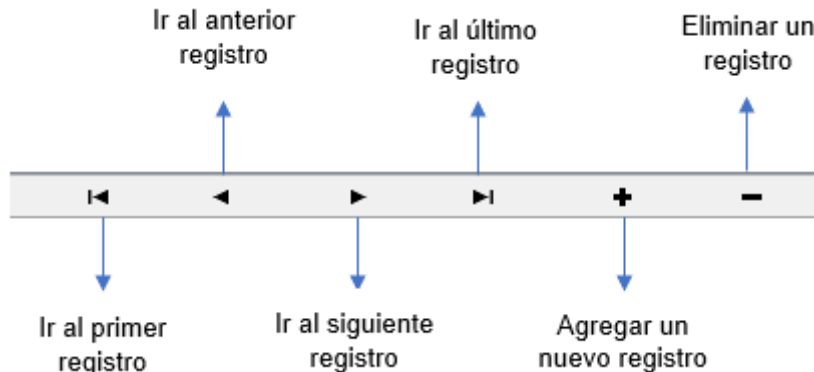 Ir al anterior
registro
Ir al último
registro
Eliminar un
registro
Ir al primer
registro
Ir al siguiente
registro
Agregar un
nuevo registro